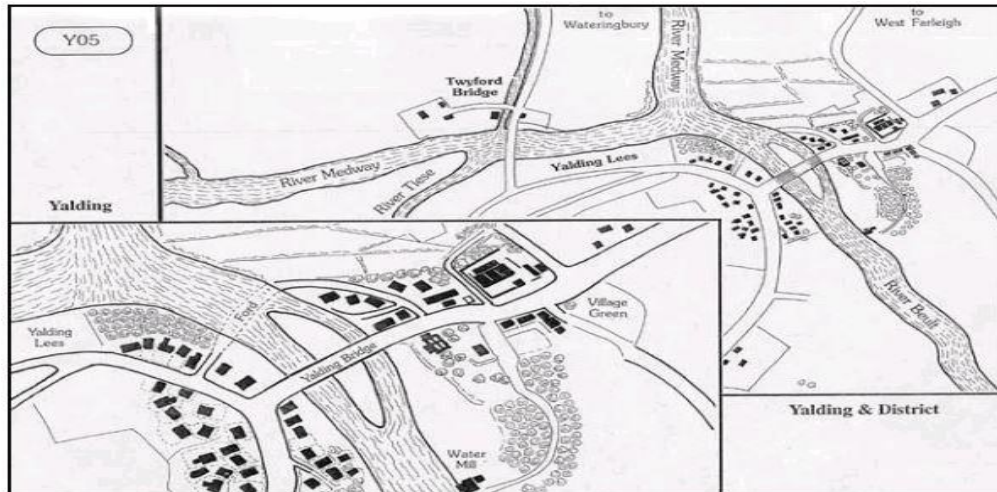 Y05
to
Wateringbury
River Medway
to
West Farleigh
Twyford
Bridge
River Medway
Yalding Lees
River Tiese
Yalding
River Beult
Yalding
Lees
Ford
Yalding Bridge
Village
Green
Water
Mill
Yalding & District